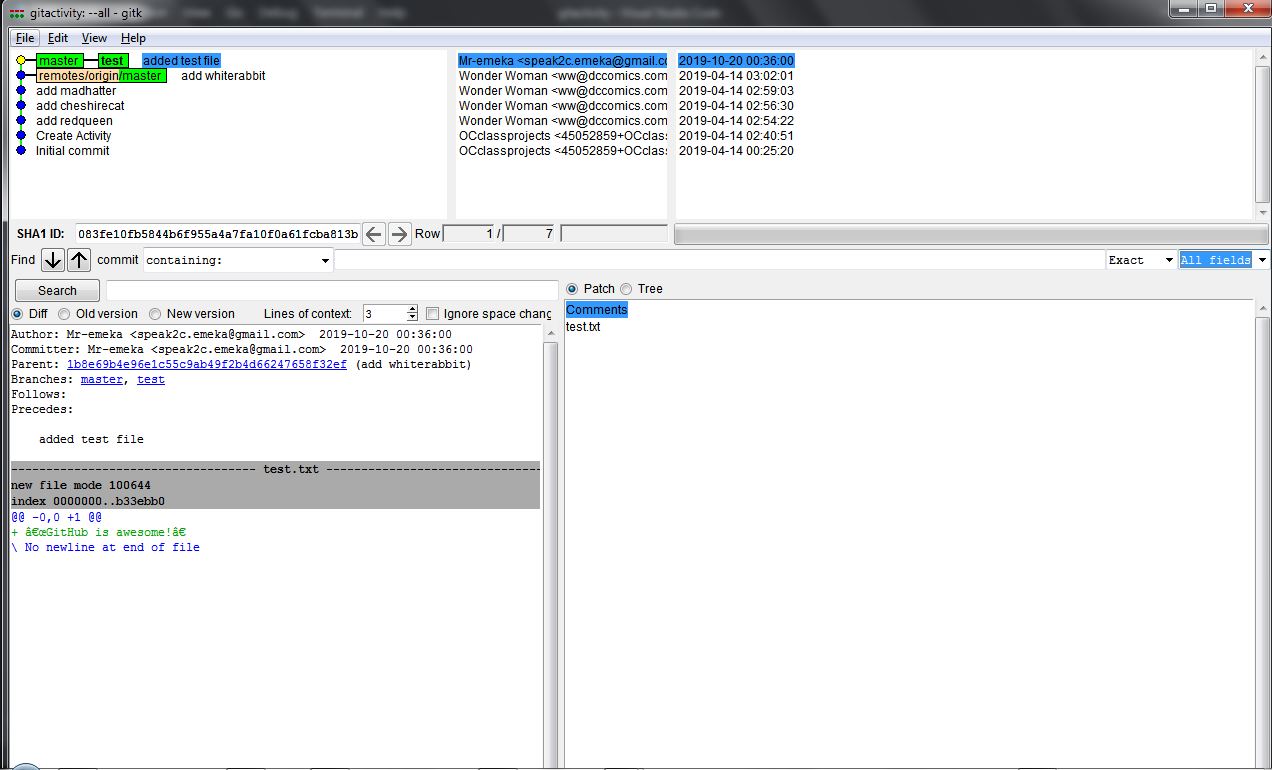 gitactivity: --all - gitk
File Edit View Help
master test added test file Mr-emeka <speak2c.emeka@gmail.co 2019-10-20 00:36:00
remotes/origin/master add whiterabbit Wonder Woman <ww@dccomics.com 2019-04-14 03:02:01
add madhatter Wonder Woman <ww@dccomics.com 2019-04-14 02:59:03
add cheshirecat Wonder Woman <ww@dccomics.com 2019-04-14 02:56:30
add redqueen Wonder Woman <ww@dccomics.com 2019-04-14 02:54:22
Create Activity OCclassprojects <45052859+OCclas: 2019-04-14 02:40:51
Initial commit OCclassprojects <45052859+OCclas: 2019-04-14 00:25:20
SHA1 ID: 083fe10fb5844b6f955a4a7fa10f0a61fcba813b Row 1 / 7
Find commit containing: Exact All fields
Search Patch Tree
Diff Old version New version Lines of context: 3 Ignore space chang
Comments
test.txt
Author: Mr-emeka <speak2c.emeka@gmail.com> 2019-10-20 00:36:00
Committer: Mr-emeka <speak2c.emeka@gmail.com> 2019-10-20 00:36:00
Parent: 1b8e69b4e96e1c55c9ab49f2b4d66247658f32ef (add whiterabbit)
Branches: master, test
Follows:
Precedes:
added test file
----------------------------------- test.txt -------------------------------
new file mode 100644
index 0000000..b33ebb0
@@ -0,0 +1 @@
+ â€œGitHub is awesome!â€
\ No newline at end of file